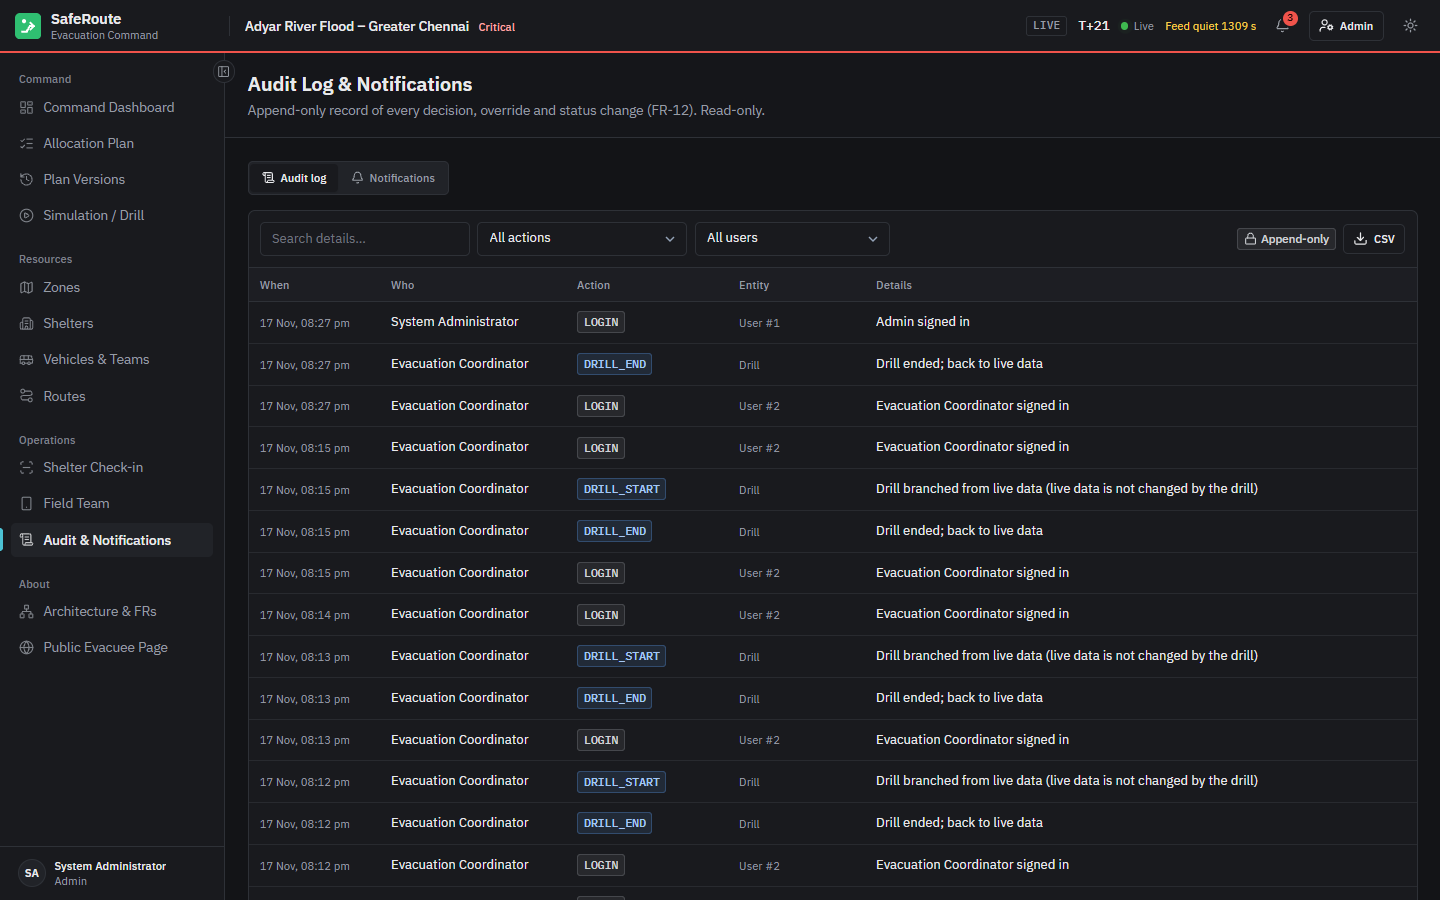 SafeRoute
Evacuation Command
Adyar River Flood – Greater Chennai Critical
LIVE T+21 Live Feed quiet 1309 s 3 Admin
Command
Command Dashboard
Allocation Plan
Plan Versions
Simulation / Drill
Resources
Zones
Shelters
Vehicles & Teams
Routes
Operations
Shelter Check-in
Field Team
Audit & Notifications
About
Architecture & FRs
Public Evacuee Page
SA System Administrator
Admin
Audit Log & Notifications
Append-only record of every decision, override and status change (FR-12). Read-only.
Audit log Notifications
Search details... All actions All users Append-only CSV
When Who Action Entity Details
17 Nov, 08:27 pm System Administrator LOGIN User #1 Admin signed in
17 Nov, 08:27 pm Evacuation Coordinator DRILL_END Drill Drill ended; back to live data
17 Nov, 08:27 pm Evacuation Coordinator LOGIN User #2 Evacuation Coordinator signed in
17 Nov, 08:15 pm Evacuation Coordinator LOGIN User #2 Evacuation Coordinator signed in
17 Nov, 08:15 pm Evacuation Coordinator DRILL_START Drill Drill branched from live data (live data is not changed by the drill)
17 Nov, 08:15 pm Evacuation Coordinator DRILL_END Drill Drill ended; back to live data
17 Nov, 08:15 pm Evacuation Coordinator LOGIN User #2 Evacuation Coordinator signed in
17 Nov, 08:14 pm Evacuation Coordinator LOGIN User #2 Evacuation Coordinator signed in
17 Nov, 08:13 pm Evacuation Coordinator DRILL_START Drill Drill branched from live data (live data is not changed by the drill)
17 Nov, 08:13 pm Evacuation Coordinator DRILL_END Drill Drill ended; back to live data
17 Nov, 08:13 pm Evacuation Coordinator LOGIN User #2 Evacuation Coordinator signed in
17 Nov, 08:12 pm Evacuation Coordinator DRILL_START Drill Drill branched from live data (live data is not changed by the drill)
17 Nov, 08:12 pm Evacuation Coordinator DRILL_END Drill Drill ended; back to live data
17 Nov, 08:12 pm Evacuation Coordinator LOGIN User #2 Evacuation Coordinator signed in